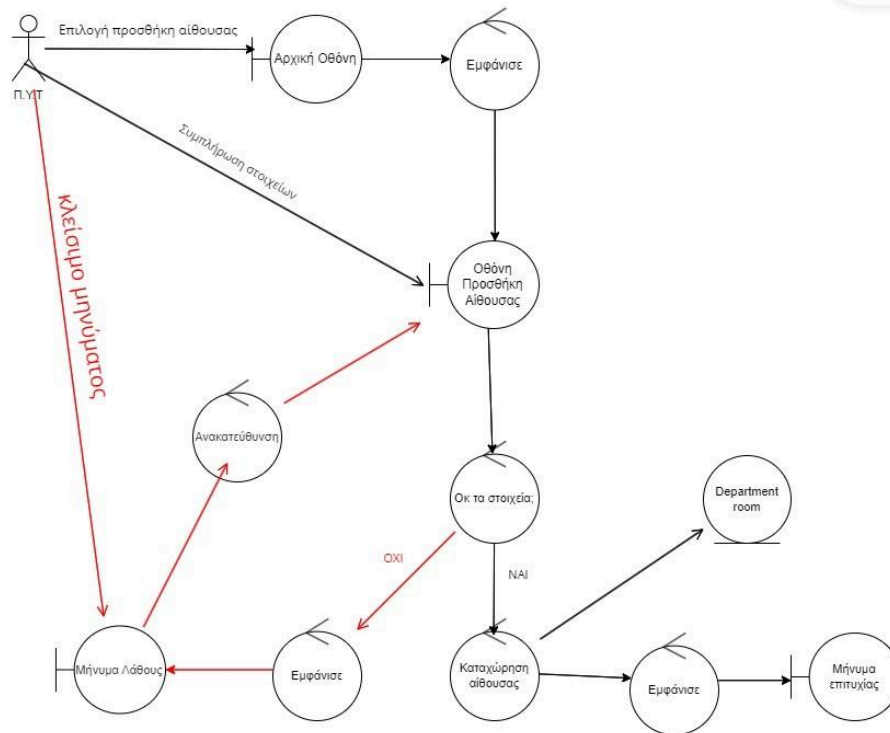 Επιλογή προσθήκη αίθουσας
Αρχική Οθόνη
Εμφάνισε
Π.Υ.Τ
Συμπλήρωση στοιχείων
κλείσιμο μηνύματος
Οθόνη
Προσθήκη
Αίθουσας
Ανακατεύθυνση
Οκ τα στοιχεία;
Department
room
ΟΧΙ
ΝΑΙ
Μήνυμα Λάθους
Εμφάνισε
Καταχώρηση
αίθουσας
Εμφάνισε
Μήνυμα
επιτυχίας